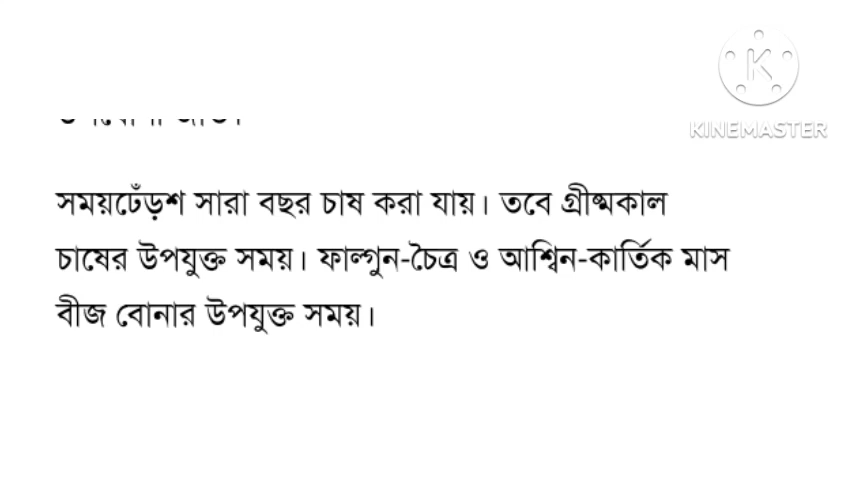 KINEMASTER
সময়ঢেঁড়শ সারা বছর চাষ করা যায়। তবে গ্রীষ্মকাল
চাষের উপযুক্ত সময়। ফাল্গুন-চৈত্র ও আশ্বিন-কার্তিক মাস
বীজ বোনার উপযুক্ত সময়।